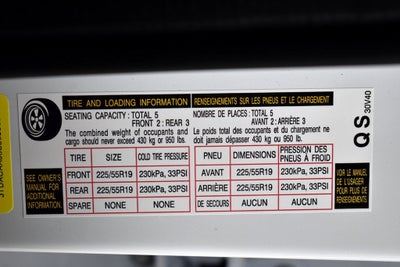 TIRE AND LOADING INFORMATION
RENSEIGNEMENTS SUR LES PNEUS ET LE CHARGEMENT
SEATING CAPACITY : TOTAL 5
FRONT 2 : REAR 3
The combined weight of occupants and
cargo should never exceed 430 kg or 950 lbs.
NOMBRE DE PLACES : TOTAL 5
AVANT 2 : ARRIÈRE 3
Le poids total des occupants et du chargement ne
doit jamais dépasser 430 kg ou 950 lb.
SEE OWNER'S
MANUAL FOR
ADDITIONAL
INFORMATION.
TIRE SIZE COLD TIRE PRESSURE
FRONT 225/55R19 230kPa, 33PSI
REAR 225/55R19 230kPa, 33PSI
SPARE NONE NONE
PNEU DIMENSIONS PRESSION DES
PNEUS À FROID
AVANT 225/55R19 230kPa, 33PSI
ARRIÈRE 225/55R19 230kPa, 33PSI
DE SECOURS AUCUN AUCUN
VOIR LE MANUEL
DE L'USAGER
POUR PLUS DE
RENSEIGNEMENTS
QS
30V40